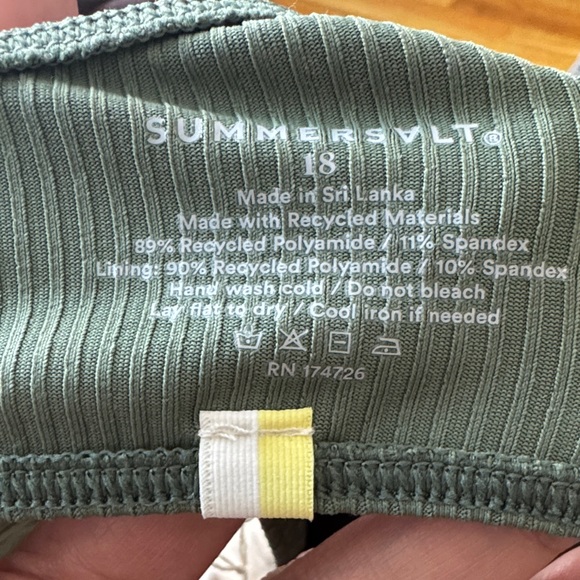 SUMMERSALT®
18
Made in Sri Lanka
Made with Recycled Materials
89% Recycled Polyamide / 11% Spandex
Lining: 90% Recycled Polyamide / 10% Spandex
Hand wash cold / Do not bleach
Lay flat to dry / Cool iron if needed
RN 174726